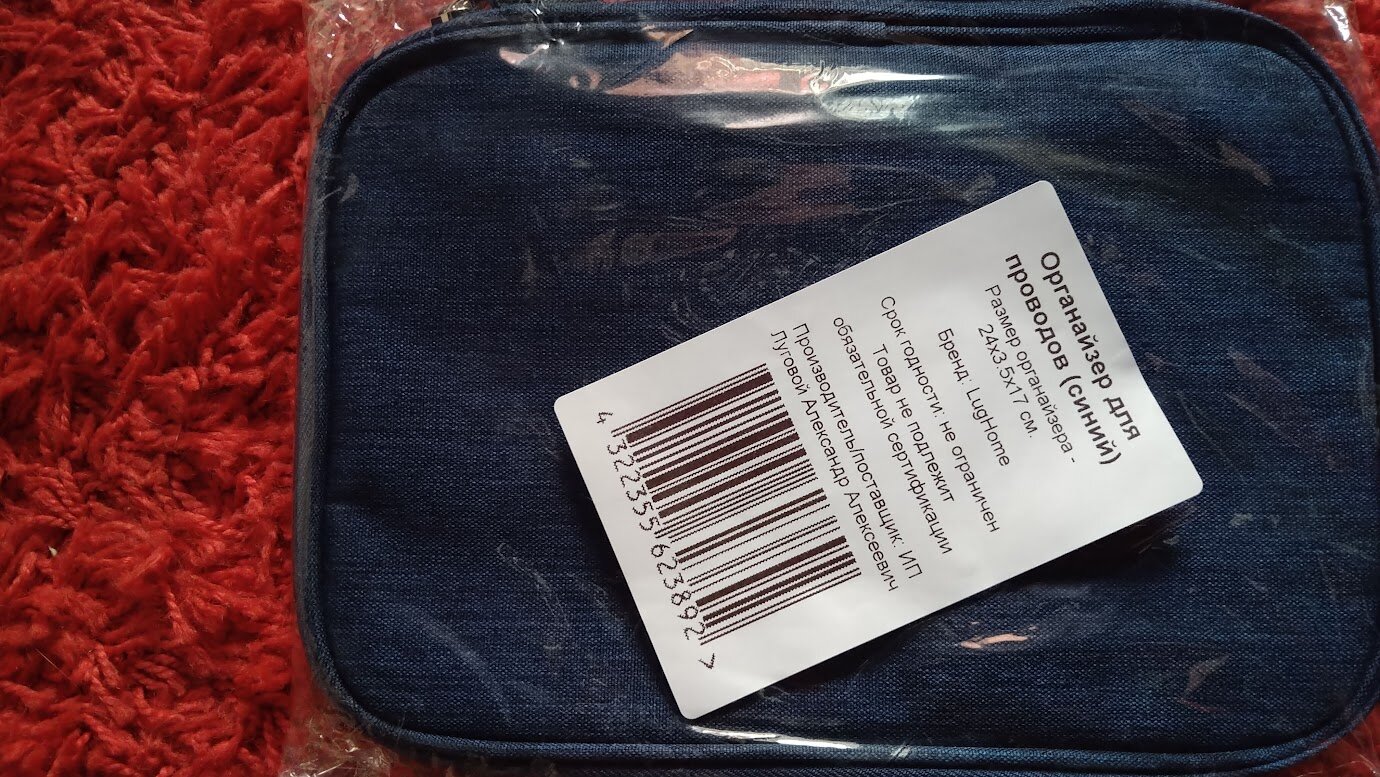 Органайзер для
проводов (синий)
Размер органайзера -
24х3.5х17 см.
Бренд: LugHome
Срок годности: не ограничен
Товар не подлежит
обязательной сертификации
Производитель/поставщик: ИП
Луговой Александр Алексеевич
4 322355 623892 >